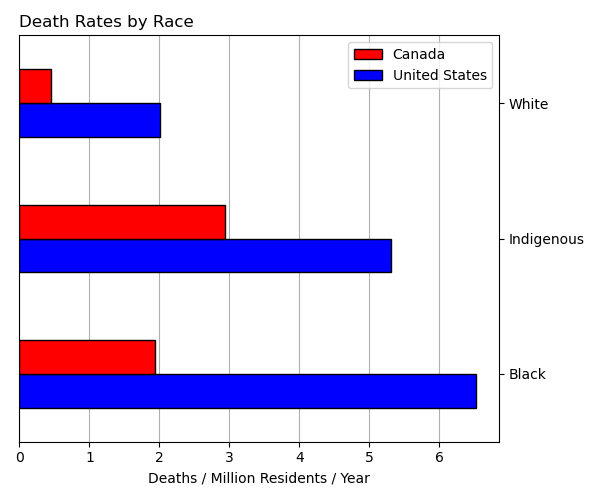 Death Rates by Race
Canada
United States
White
Indigenous
Black
0 1 2 3 4 5 6
Deaths / Million Residents / Year